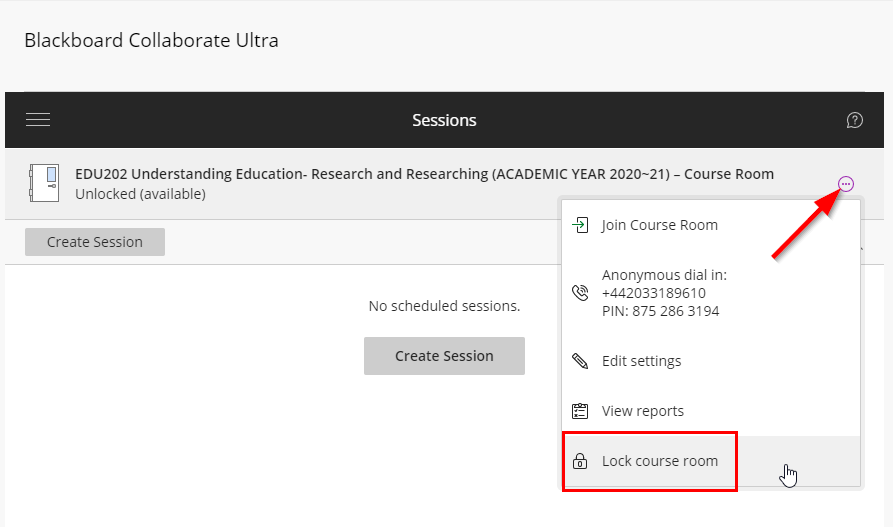 Blackboard Collaborate Ultra
Sessions
EDU202 Understanding Education- Research and Researching (ACADEMIC YEAR 2020~21) – Course Room
Unlocked (available)
Create Session
Join Course Room
Anonymous dial in:
+442033189610
PIN: 875 286 3194
No scheduled sessions.
Create Session
Edit settings
View reports
Lock course room